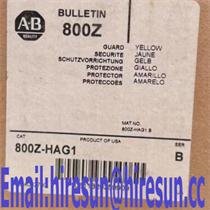 A-B
QUALITY
BULLETIN
800Z
GUARD YELLOW
SECURITE JAUNE
SCHUTZVORRICHTUNG GELB
PROTEZIONE GIALLO
PROTECTOR AMARILLO
PROTECCOES AMARELO
MAT NO.
800Z-HAG1 B
CAT
PRODUCT OF USA
SER
800Z-HAG1
B
Email:hiresun@hiresun.cc